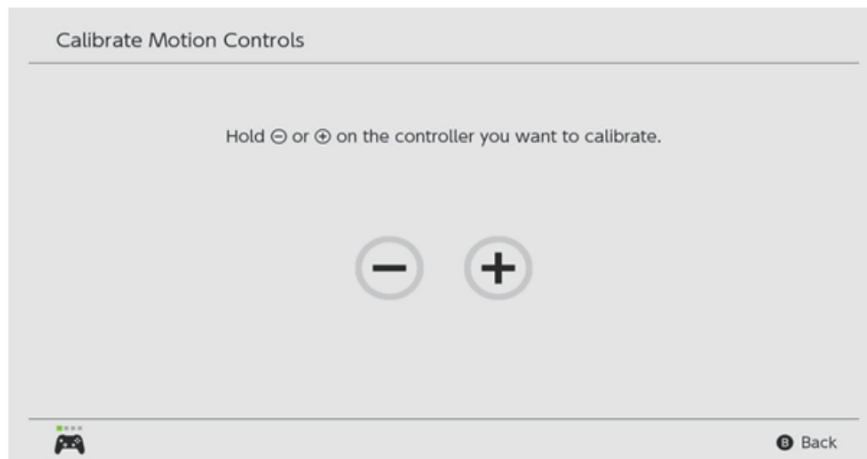 Calibrate Motion Controls
Hold ⊖ or ⊕ on the controller you want to calibrate.
B Back